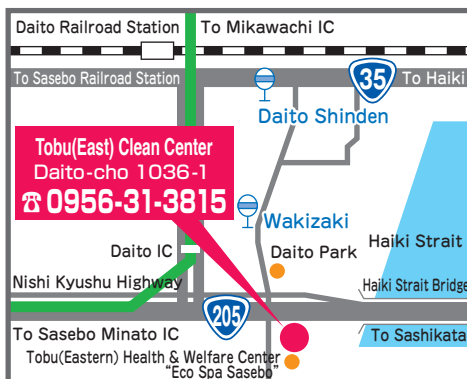 Daito Railroad Station
To Mikawachi IC
To Sasebo Railroad Station
35
To Haiki
Daito Shinden
Tobu(East) Clean Center
Daito-cho 1036-1
☎ 0956-31-3815
Wakizaki
Daito IC
Daito Park
Haiki Strait
Nishi Kyushu Highway
Haiki Strait Bridge
205
To Sasebo Minato IC
To Sashikata
Tobu(Eastern) Health & Welfare Center
“Eco Spa Sasebo”